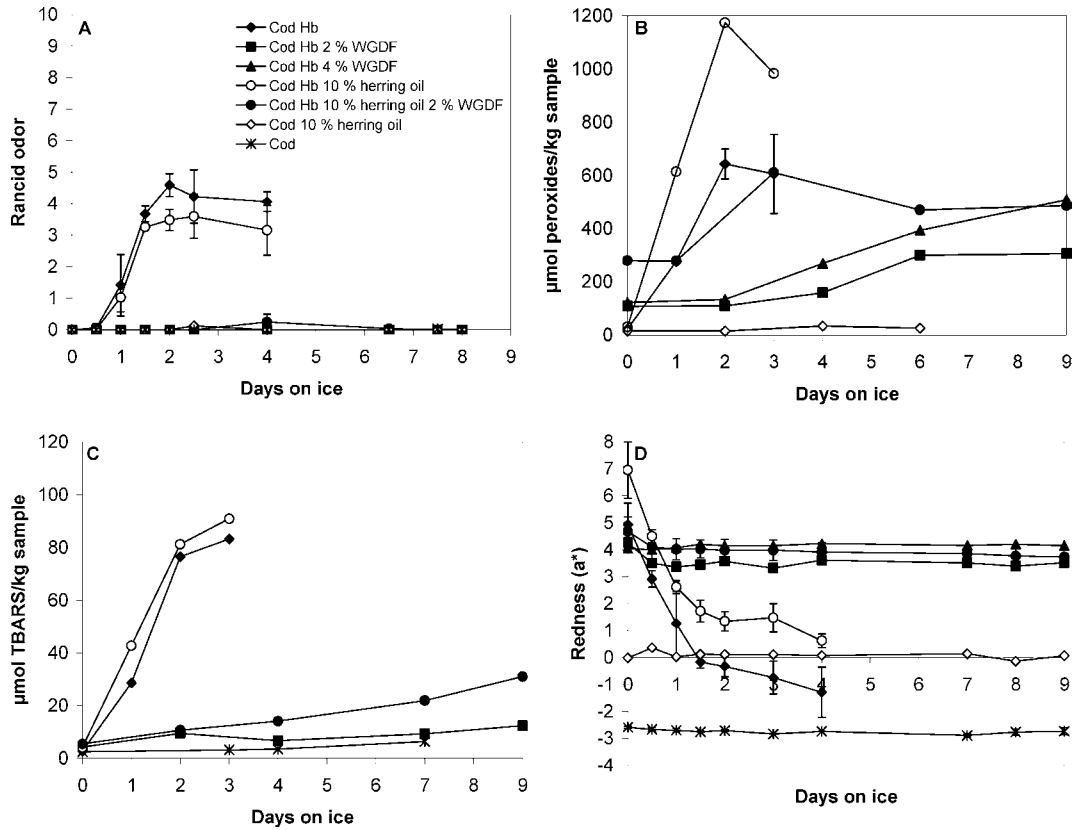 A
10
9
8
7
6
5
4
3
2
1
0
Rancid odor
0 1 2 3 4 5 6 7 8 9
Days on ice
Cod Hb
Cod Hb 2 % WGDF
Cod Hb 4 % WGDF
Cod Hb 10 % herring oil
Cod Hb 10 % herring oil 2 % WGDF
Cod 10 % herring oil
Cod
B
1200
1000
800
600
400
200
0
µmol peroxides/kg sample
0 1 2 3 4 5 6 7 8 9
Days on ice
C
120
100
80
60
40
20
0
µmol TBARS/kg sample
0 1 2 3 4 5 6 7 8 9
Days on ice
D
8
7
6
5
4
3
2
1
0
-1
-2
-3
-4
Redness (a*)
0 1 2 3 4 5 6 7 8 9
Days on ice